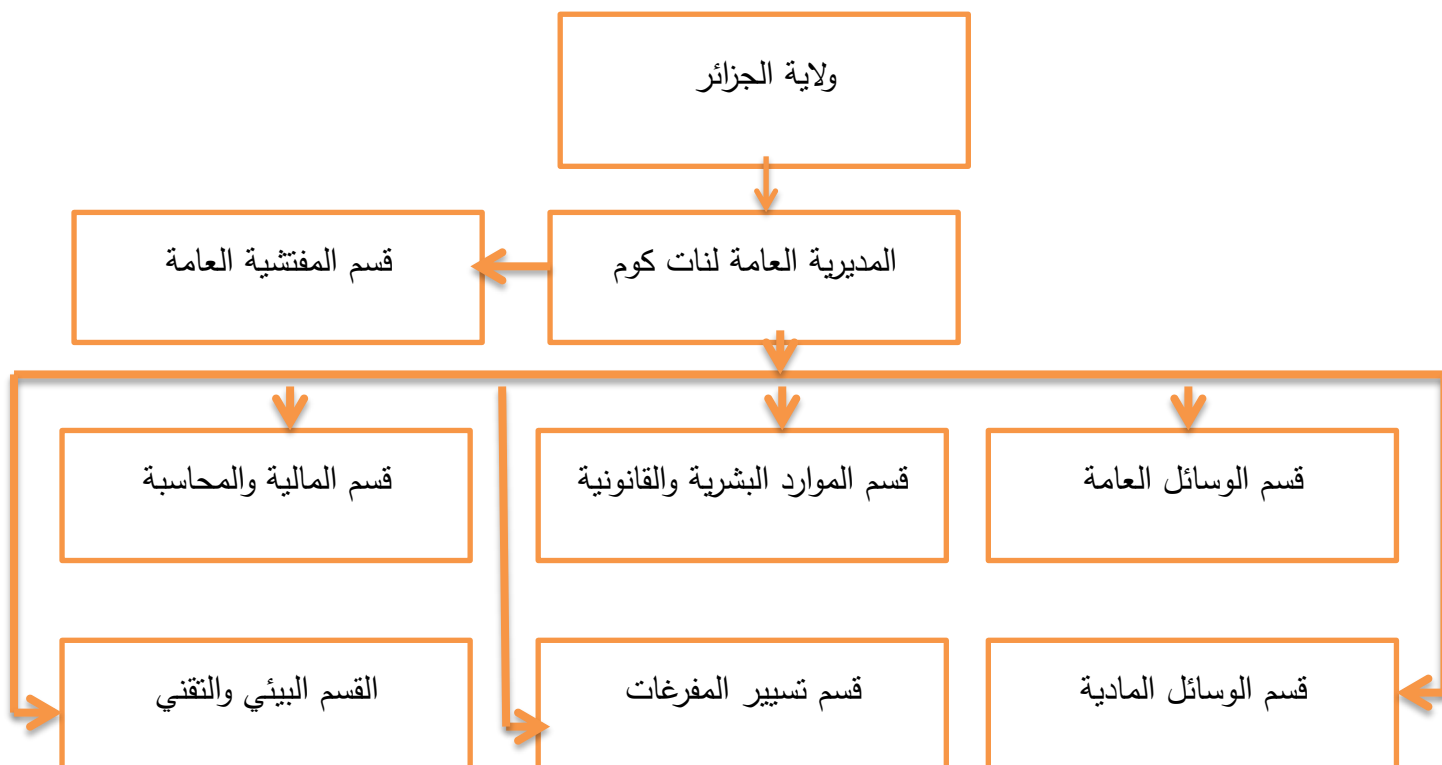 ولاية الجزائر
المديرية العامة لنات كوم
قسم المفتشية العامة
قسم الوسائل العامة
قسم الموارد البشرية والقانونية
قسم المالية والمحاسبة
قسم الوسائل المادية
قسم تسيير المفرغات
القسم البيئي والتقني